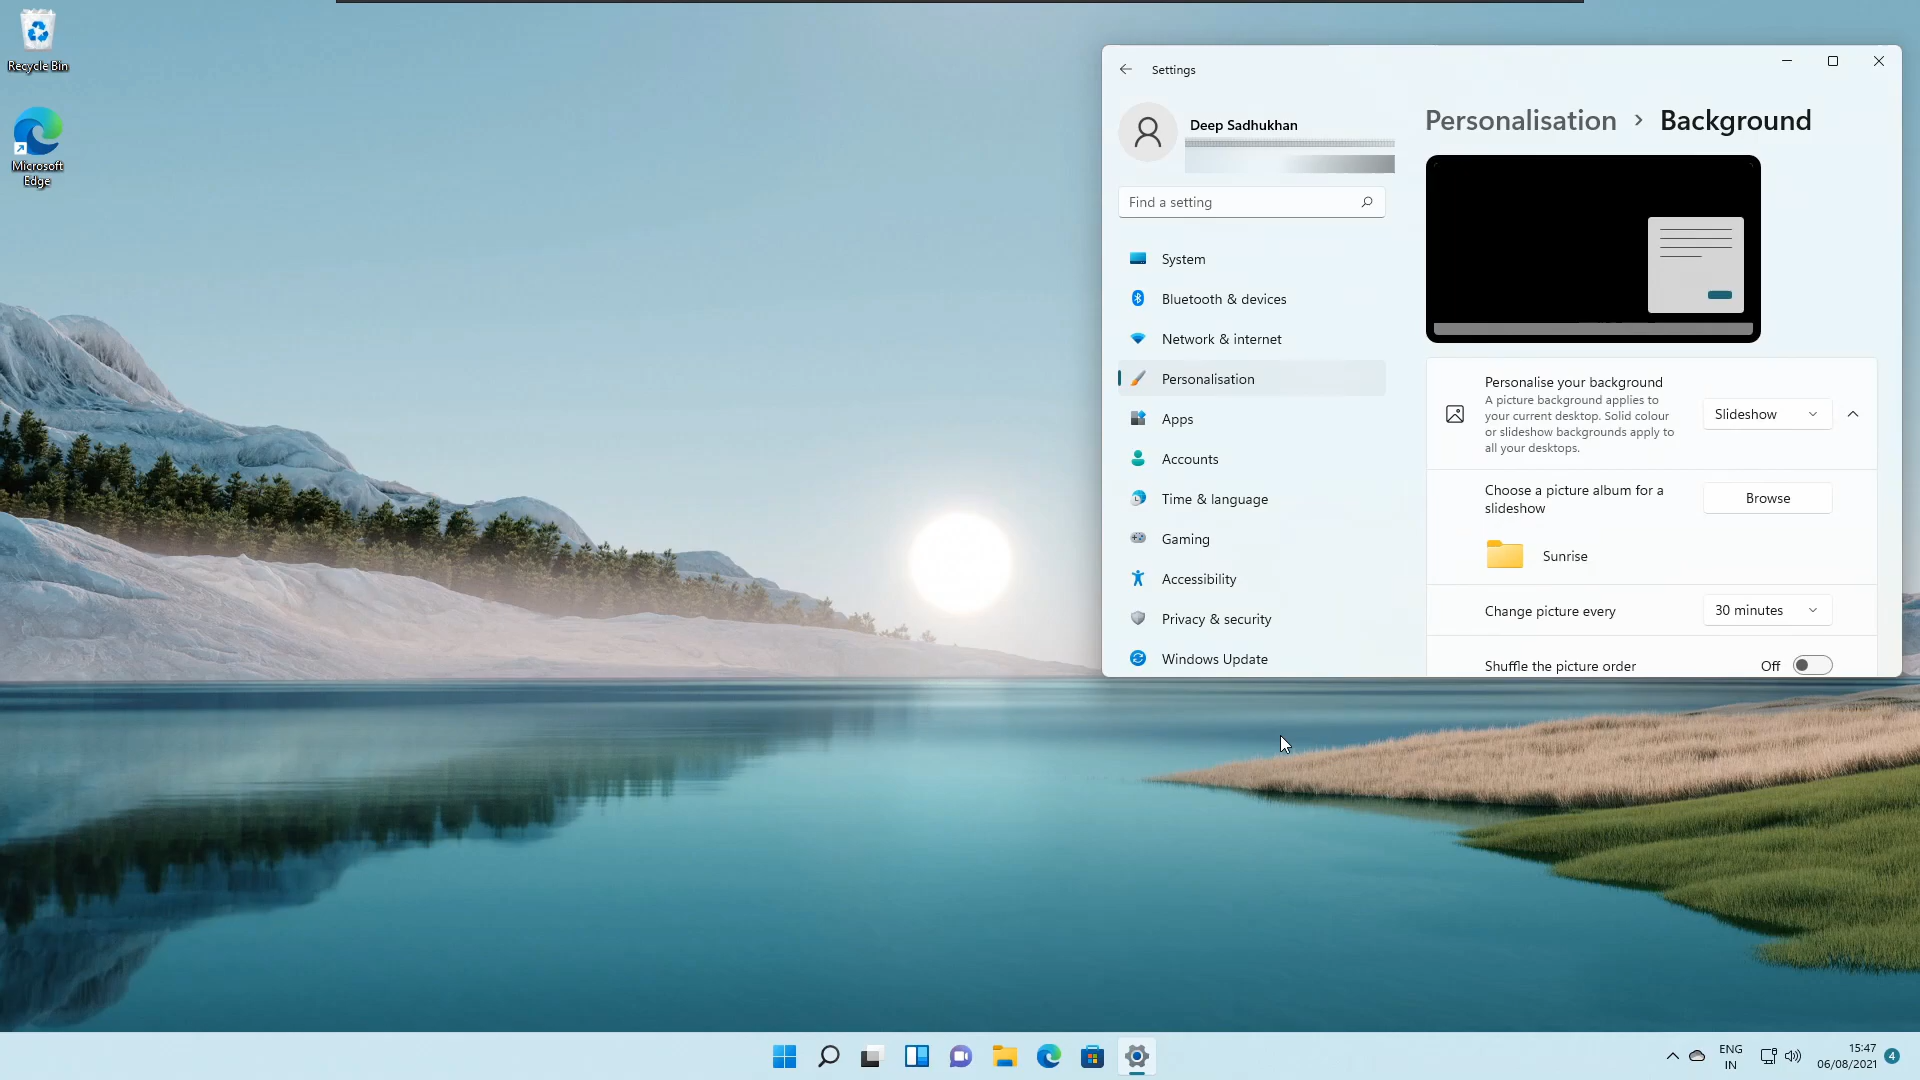 Recycle Bin
Microsoft
Edge
Settings
Deep Sadhukhan
Find a setting
System
Bluetooth & devices
Network & internet
Personalisation
Apps
Accounts
Time & language
Gaming
Accessibility
Privacy & security
Windows Update
Personalisation > Background
Personalise your background
A picture background applies to
your current desktop. Solid colour
or slideshow backgrounds apply to
all your desktops.
Slideshow
Choose a picture album for a
slideshow
Browse
Sunrise
Change picture every
30 minutes
Shuffle the picture order
Off
ENG
IN
15:47
06/08/2021
4